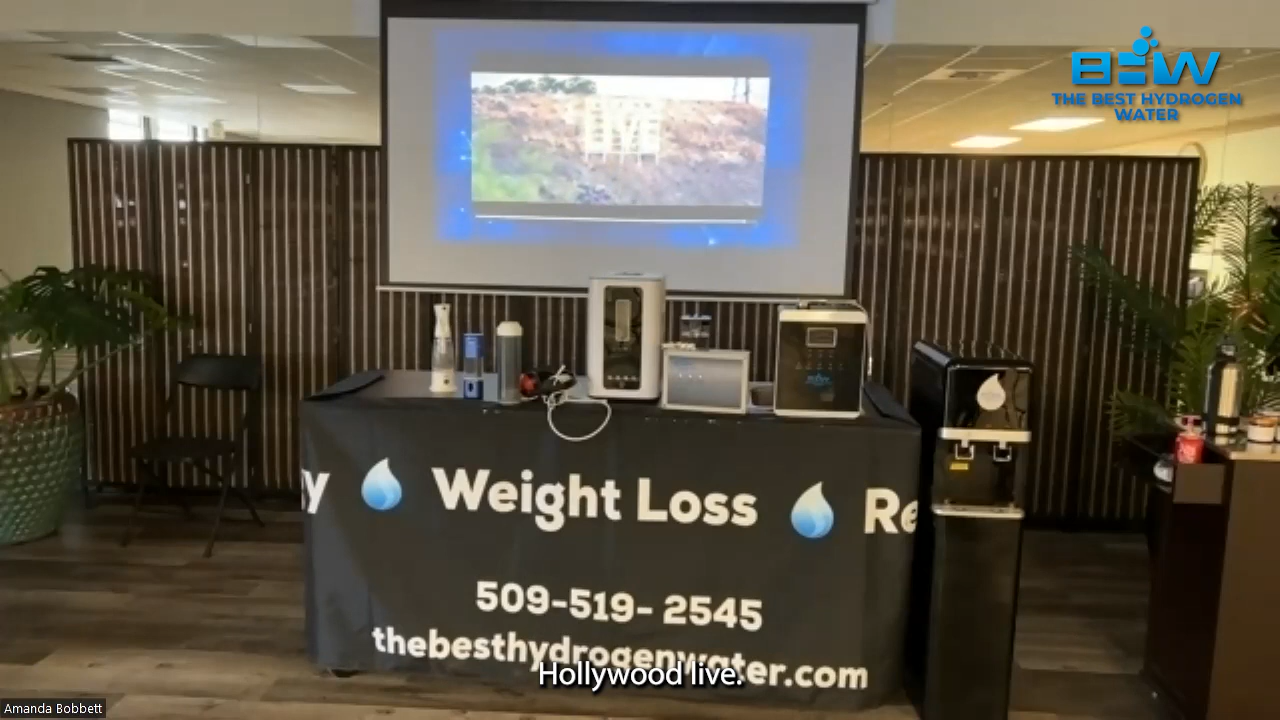 BHW
THE BEST HYDROGEN
WATER
y Weight Loss Re
509-519- 2545
thebesthydrogenwater.com
Hollywood live.
Amanda Bobbett